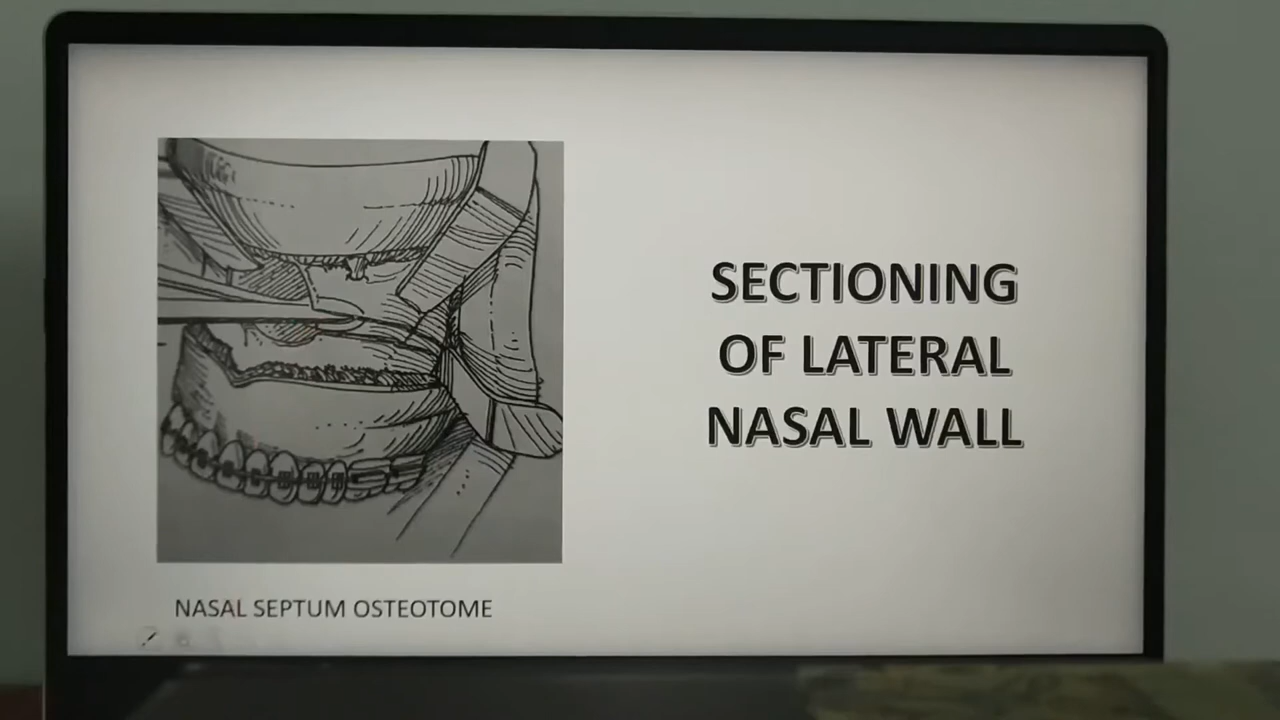 SECTIONING
OF LATERAL
NASAL WALL
NASAL SEPTUM OSTEOTOME